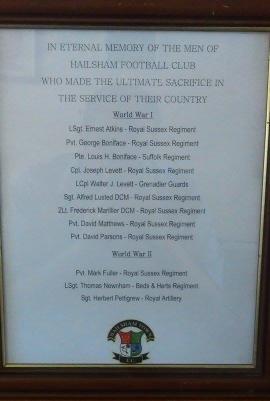 IN ETERNAL MEMORY OF THE MEN OF
HAILSHAM FOOTBALL CLUB
WHO MADE THE ULTIMATE SACRIFICE IN
THE SERVICE OF THEIR COUNTRY
World War I
LSgt. Ernest Atkins - Royal Sussex Regiment
Pvt. George Boniface - Royal Sussex Regiment
Pte. Louis H. Boniface - Suffolk Regiment
Cpl. Joseph Levett - Royal Sussex Regiment
LCpl Walter J. Levett - Grenadier Guards
Sgt. Alfred Lusted DCM - Royal Sussex Regiment
2Lt. Frederick Marillier DCM - Royal Sussex Regiment
Pvt. David Matthews - Royal Sussex Regiment
Pvt. David Parsons - Royal Sussex Regiment
World War II
Pvt. Mark Fuller - Royal Sussex Regiment
LSgt. Thomas Newnham - Beds & Herts Regiment
Sgt. Herbert Pettigrew - Royal Artillery
HAILSHAM TOWN
F.C.